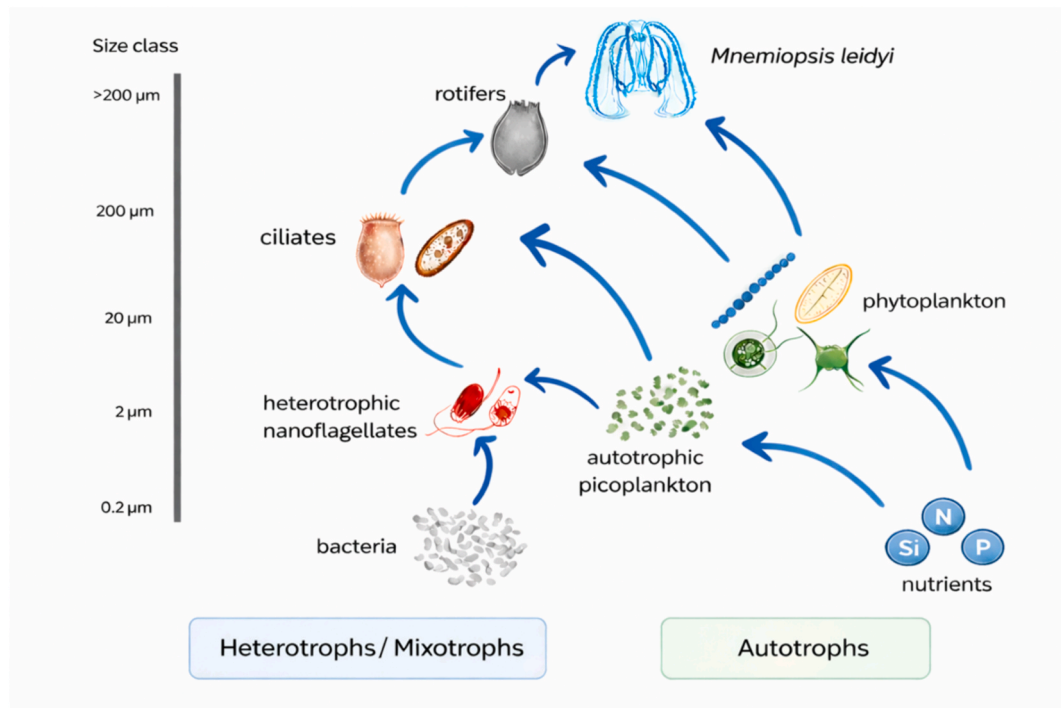 Size class
>200 µm
200 µm
20 µm
2 µm
0.2 µm
Mnemiopsis leidyi
rotifers
ciliates
phytoplankton
heterotrophic
nanoflagellates
autotrophic
picoplankton
bacteria
N
Si
P
nutrients
Heterotrophs / Mixotrophs
Autotrophs